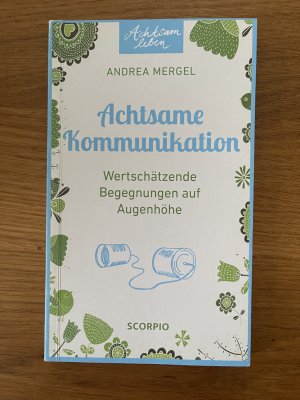 Achtsam
leben
ANDREA MERGEL
Achtsame
Kommunikation
Wertschätzende
Begegnungen auf
Augenhöhe
SCORPIO